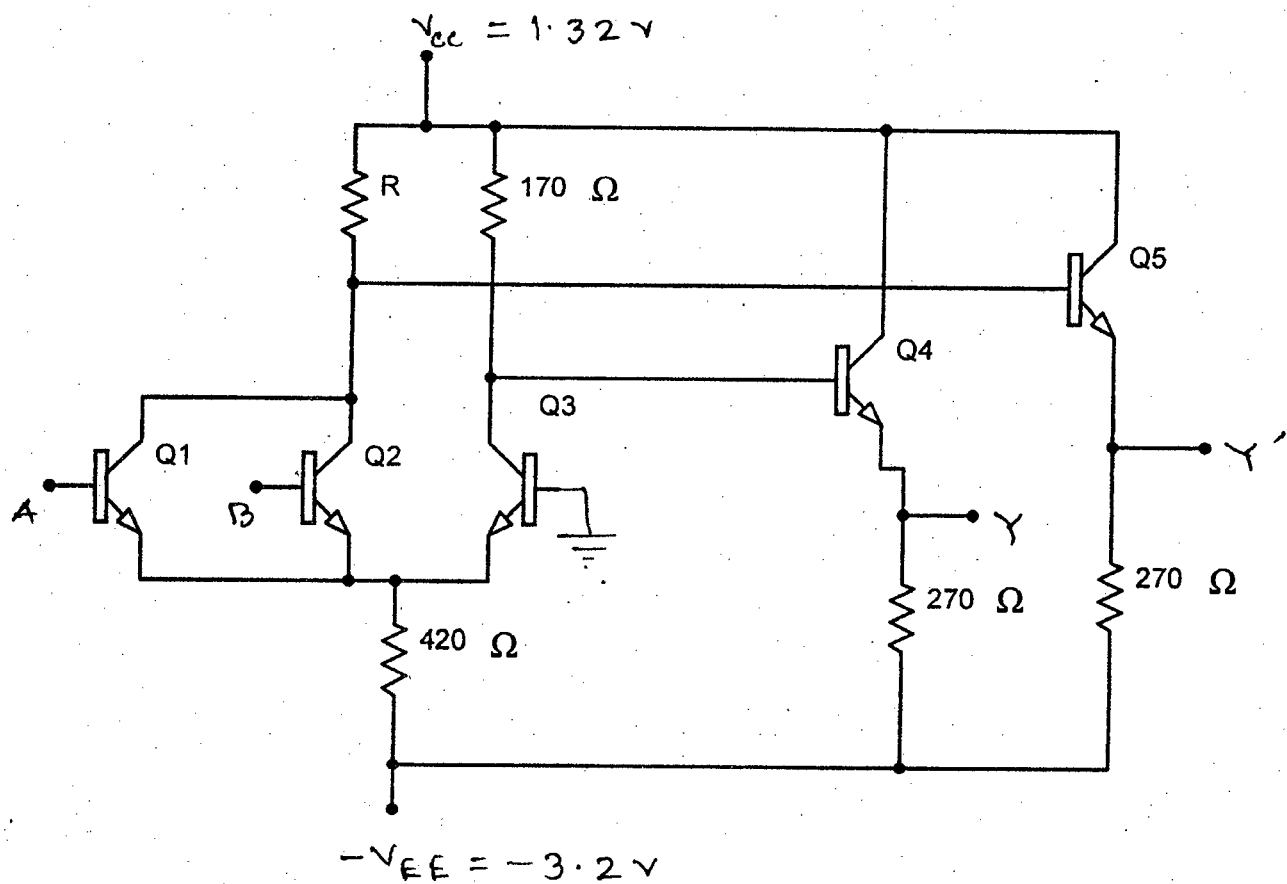 Vcc = 1.32 V
R
170 Ω
Q5
Q4
Q3
Q1
Q2
A
B
Y'
Y
270 Ω
270 Ω
420 Ω
-VEE = -3.2 V